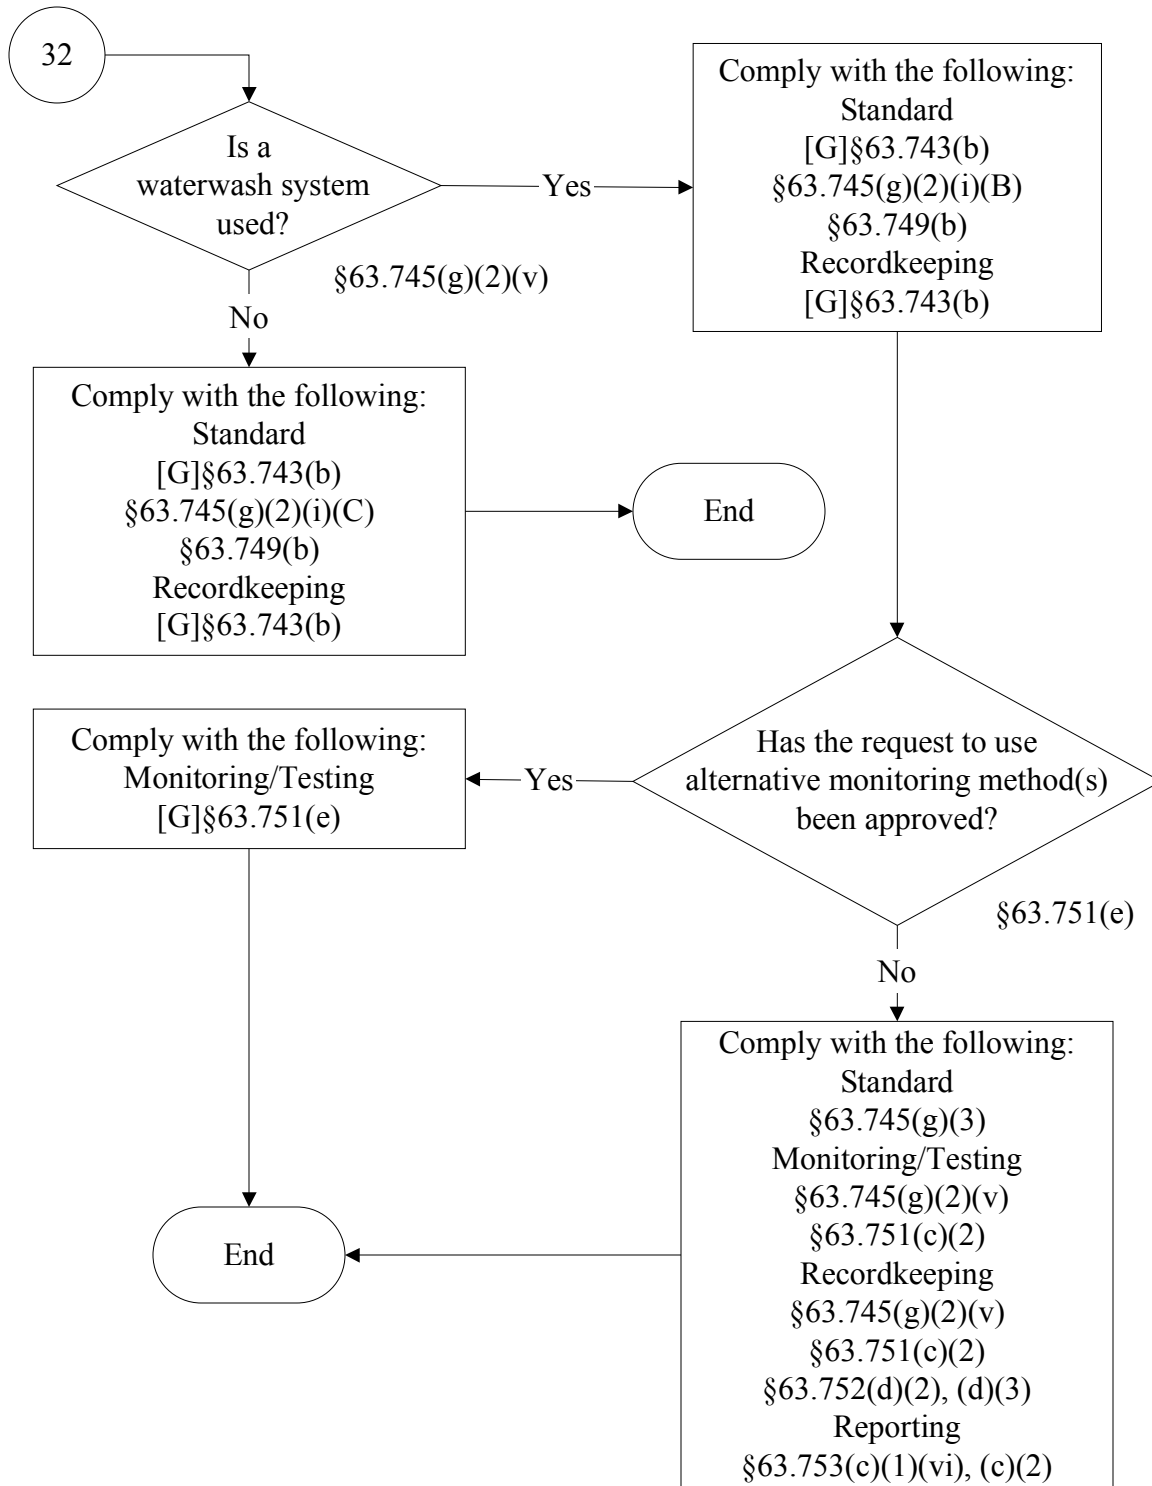 32
Is a
waterwash system
used?
Yes
§63.745(g)(2)(v)
No
Comply with the following:
Standard
[G]§63.743(b)
§63.745(g)(2)(i)(B)
§63.749(b)
Recordkeeping
[G]§63.743(b)
Comply with the following:
Standard
[G]§63.743(b)
§63.745(g)(2)(i)(C)
§63.749(b)
Recordkeeping
[G]§63.743(b)
End
Has the request to use
alternative monitoring method(s)
been approved?
§63.751(e)
Yes
Comply with the following:
Monitoring/Testing
[G]§63.751(e)
No
Comply with the following:
Standard
§63.745(g)(3)
Monitoring/Testing
§63.745(g)(2)(v)
§63.751(c)(2)
Recordkeeping
§63.745(g)(2)(v)
§63.751(c)(2)
§63.752(d)(2), (d)(3)
Reporting
§63.753(c)(1)(vi), (c)(2)
End